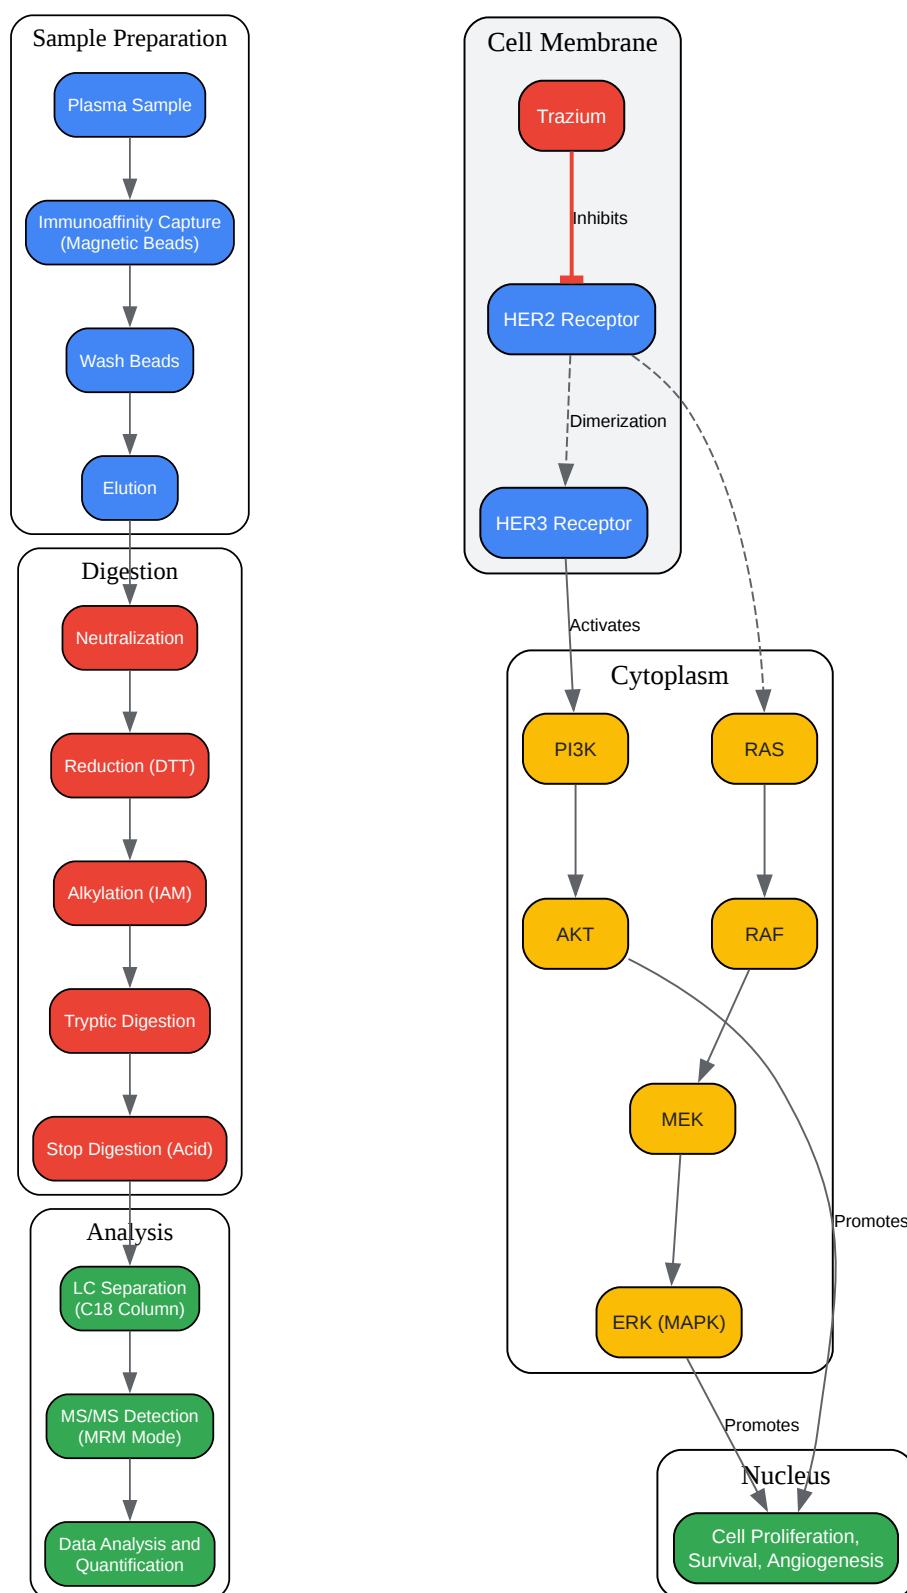 Sample Preparation
Plasma Sample
Immunoaffinity Capture
(Magnetic Beads)
Wash Beads
Elution
Digestion
Neutralization
Reduction (DTT)
Alkylation (IAM)
Tryptic Digestion
Stop Digestion (Acid)
Analysis
LC Separation
(C18 Column)
MS/MS Detection
(MRM Mode)
Data Analysis and
Quantification
Cell Membrane
Trazium
Inhibits
HER2 Receptor
Dimerization
HER3 Receptor
Activates
Cytoplasm
PI3K
RAS
AKT
RAF
MEK
Promotes
ERK (MAPK)
Promotes
Nucleus
Cell Proliferation,
Survival, Angiogenesis